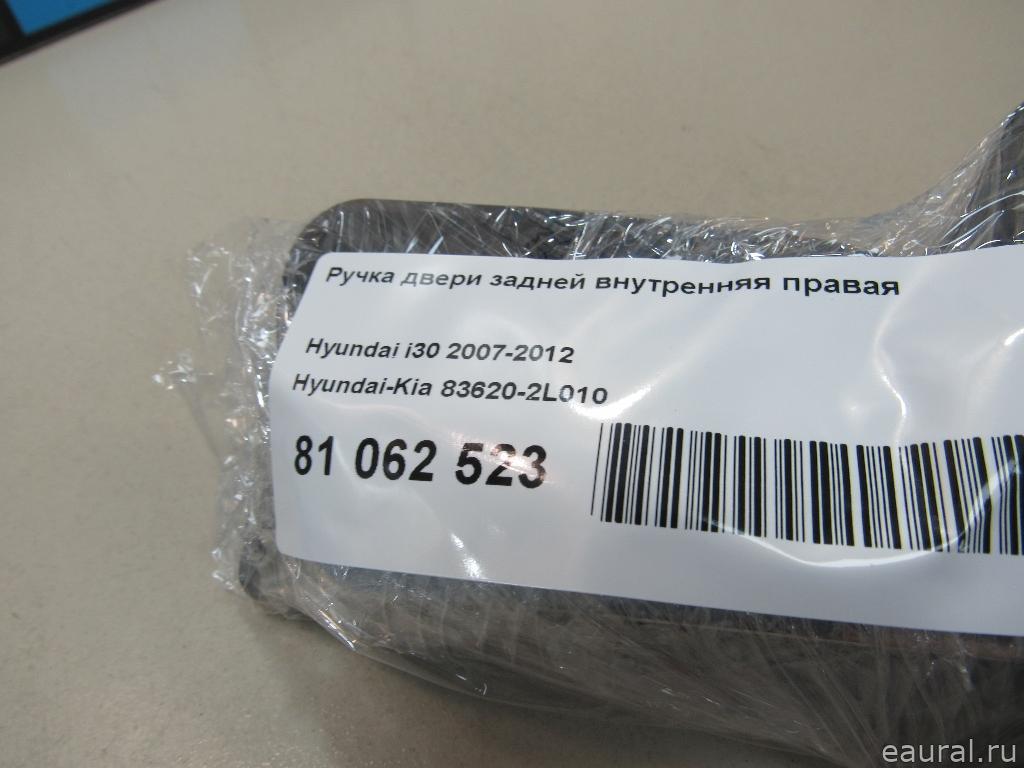 Ручка двери задней внутренняя правая
Hyundai i30 2007-2012
Hyundai-Kia 83620-2L010
81 062 523
eaural.ru